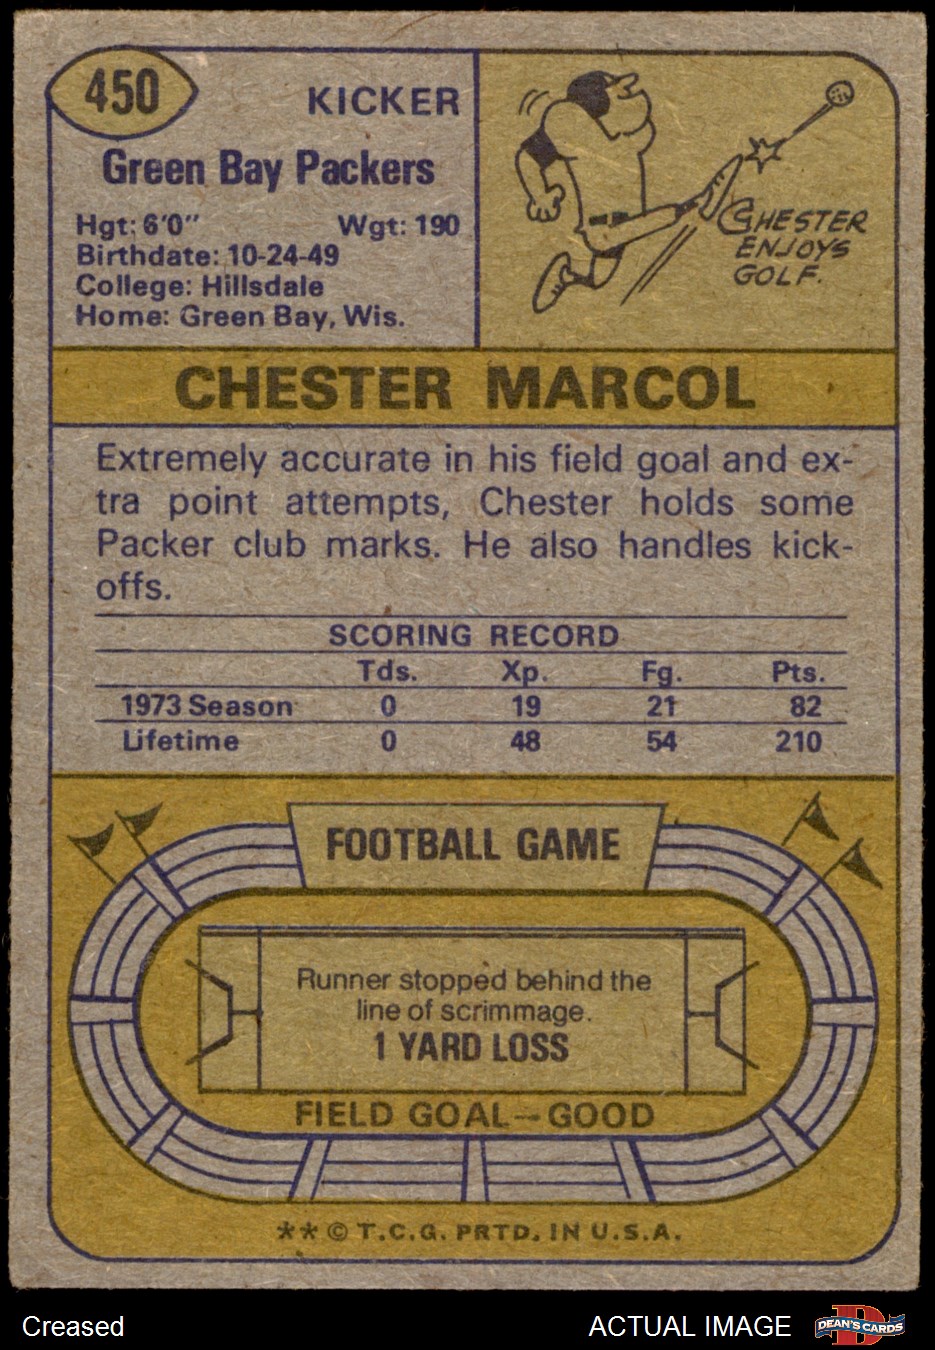 450
KICKER
Green Bay Packers
Hgt: 6'0" Wgt: 190
Birthdate: 10-24-49
College: Hillsdale
Home: Green Bay, Wis.
CHESTER
ENJOYS
GOLF.
CHESTER MARCOL
Extremely accurate in his field goal and ex-
tra point attempts, Chester holds some
Packer club marks. He also handles kick-
offs.
SCORING RECORD
Tds. Xp. Fg. Pts.
1973 Season 0 19 21 82
Lifetime 0 48 54 210
FOOTBALL GAME
Runner stopped behind the
line of scrimmage.
1 YARD LOSS
FIELD GOAL—GOOD
** © T.C.G. PRTD. IN U.S.A.
Creased
ACTUAL IMAGE
D
DEAN'S CARDS